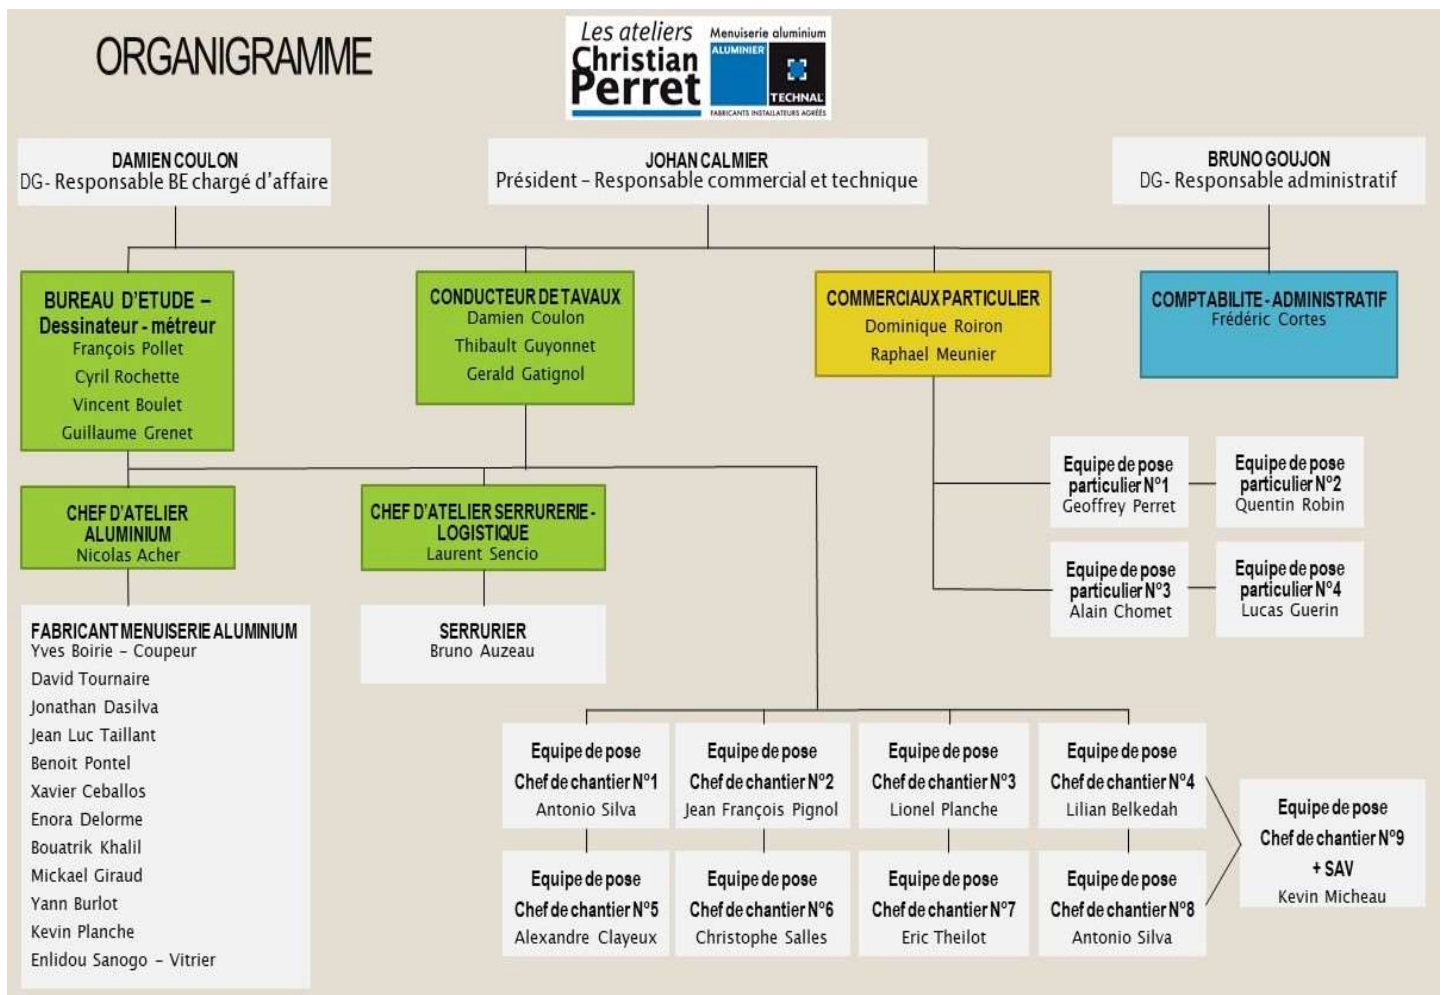 ORGANIGRAMME
Les ateliers
Christian
Perret
Menuiserie aluminium
ALUMINIER
TECHNAL
FABRICANTS INSTALLATEURS AGRÉÉS
DAMIEN COULON
DG- Responsable BE chargé d'affaire
JOHAN CALMIER
Président – Responsable commercial et technique
BRUNO GOUJON
DG- Responsable administratif
BUREAU D'ETUDE –
Dessinateur - métreur
François Pollet
Cyril Rochette
Vincent Boulet
Guillaume Grenet
CONDUCTEUR DE TAVAUX
Damien Coulon
Thibault Guyonnet
Gerald Gatignol
COMMERCIAUX PARTICULIER
Dominique Roiron
Raphael Meunier
COMPTABILITE - ADMINISTRATIF
Frédéric Cortes
Equipe de pose
particulier N°1
Geoffrey Perret
Equipe de pose
particulier N°2
Quentin Robin
CHEF D'ATELIER
ALUMINIUM
Nicolas Acher
CHEF D'ATELIER SERRURERIE -
LOGISTIQUE
Laurent Sencio
Equipe de pose
particulier N°3
Alain Chomet
Equipe de pose
particulier N°4
Lucas Guerin
FABRICANT MENUISERIE ALUMINIUM
Yves Boirie – Coupeur
David Tournaire
Jonathan Dasilva
Jean Luc Taillant
Benoit Pontel
Xavier Ceballos
Enora Delorme
Bouatrik Khalil
Mickael Giraud
Yann Burlot
Kevin Planche
Enlidou Sanogo – Vitrier
SERRURIER
Bruno Auzeau
Equipe de pose
Chef de chantier N°1
Antonio Silva
Equipe de pose
Chef de chantier N°2
Jean François Pignol
Equipe de pose
Chef de chantier N°3
Lionel Planche
Equipe de pose
Chef de chantier N°4
Lilian Belkedah
Equipe de pose
Chef de chantier N°9
+ SAV
Kevin Micheau
Equipe de pose
Chef de chantier N°5
Alexandre Clayeux
Equipe de pose
Chef de chantier N°6
Christophe Salles
Equipe de pose
Chef de chantier N°7
Eric Theilot
Equipe de pose
Chef de chantier N°8
Antonio Silva